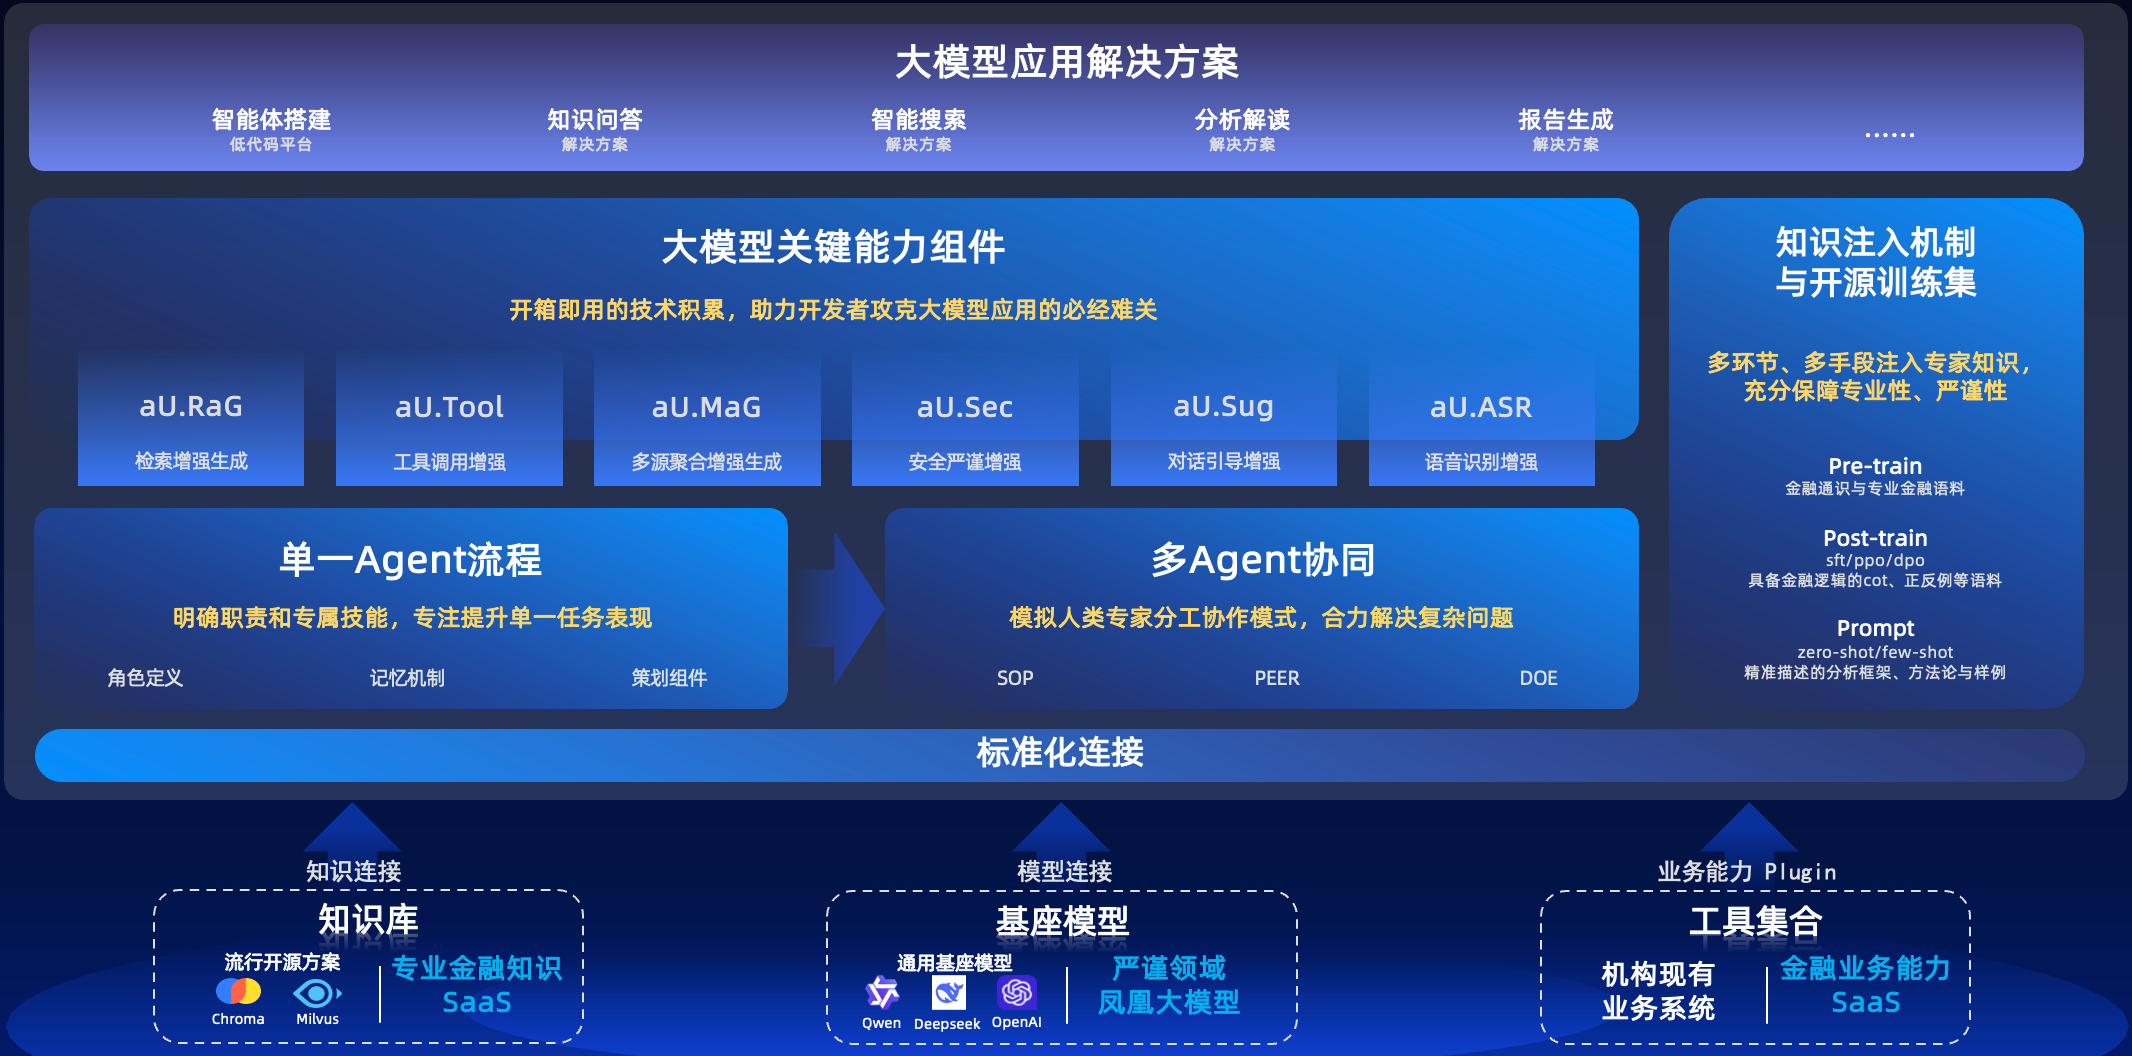 大模型应用解决方案
智能体搭建
低代码平台
知识问答
解决方案
智能搜索
解决方案
分析解读
解决方案
报告生成
解决方案
......
大模型关键能力组件
开箱即用的技术积累，助力开发者攻克大模型应用的必经难关
aU.RaG
检索增强生成
aU.Tool
工具调用增强
aU.MaG
多源聚合增强生成
aU.Sec
安全严谨增强
aU.Sug
对话引导增强
aU.ASR
语音识别增强
知识注入机制
与开源训练集
多环节、多手段注入专家知识，
充分保障专业性、严谨性
Pre-train
金融通识与专业金融语料
Post-train
sft/ppo/dpo
具备金融逻辑的cot、正反例等语料
Prompt
zero-shot/few-shot
精准描述的分析框架、方法论与样例
单一Agent流程
明确职责和专属技能，专注提升单一任务表现
角色定义
记忆机制
策划组件
多Agent协同
模拟人类专家分工协作模式，合力解决复杂问题
SOP
PEER
DOE
标准化连接
知识连接
知识库
流行开源方案
Chroma
Milvus
专业金融知识
SaaS
模型连接
基座模型
通用基座模型
Qwen
Deepseek
OpenAI
严谨领域
凤凰大模型
业务能力 Plugin
工具集合
机构现有
业务系统
金融业务能力
SaaS